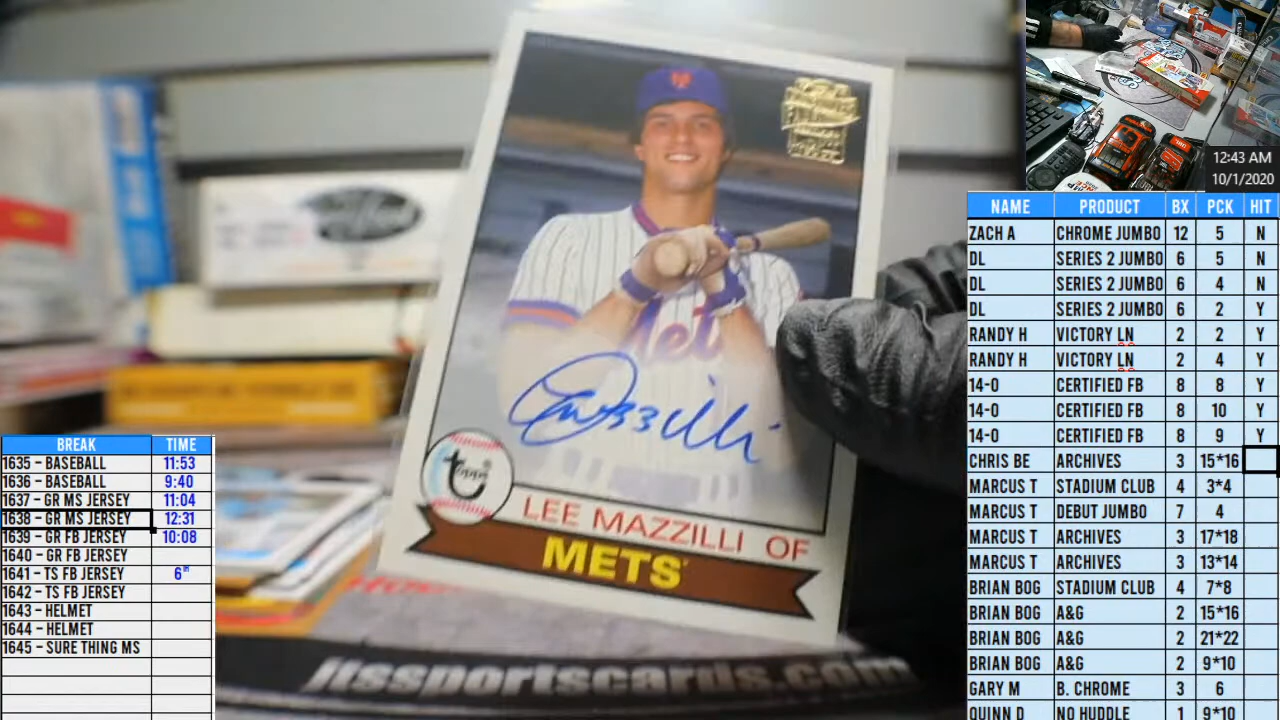 12:43 AM
10/1/2020
NAME PRODUCT BX PCK HIT
ZACH A CHROME JUMBO 12 5 N
DL SERIES 2 JUMBO 6 5 N
DL SERIES 2 JUMBO 6 4 N
DL SERIES 2 JUMBO 6 2 Y
RANDY H VICTORY LN 2 2 Y
RANDY H VICTORY LN 2 4 Y
14-0 CERTIFIED FB 8 8 Y
14-0 CERTIFIED FB 8 10 Y
14-0 CERTIFIED FB 8 9 Y
CHRIS BE ARCHIVES 3 15*16
MARCUS T STADIUM CLUB 4 3*4
MARCUS T DEBUT JUMBO 7 4
MARCUS T ARCHIVES 3 17*18
MARCUS T ARCHIVES 3 13*14
BRIAN BOG STADIUM CLUB 4 7*8
BRIAN BOG A&G 2 15*16
BRIAN BOG A&G 2 21*22
BRIAN BOG A&G 2 9*10
GARY M B. CHROME 3 6
QUINN D NO HUDDLE 1 9*10
BREAK TIME
1635 – BASEBALL 11:53
1636 – BASEBALL 9:40
1637 – GR MS JERSEY 11:04
1638 – GR MS JERSEY 12:31
1639 – GR FB JERSEY 10:08
1640 – GR FB JERSEY
1641 – TS FB JERSEY 6"
1642 – TS FB JERSEY
1643 – HELMET
1644 – HELMET
1645 – SURE THING MS
Mets
topps
LEE MAZZILLI OF
METS
jtssportscards.com